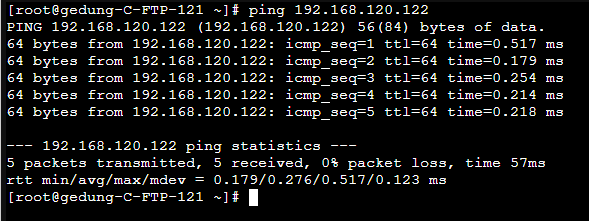 [root@gedung-C-FTP-121 ~]# ping 192.168.120.122
PING 192.168.120.122 (192.168.120.122) 56(84) bytes of data.
64 bytes from 192.168.120.122: icmp_seq=1 ttl=64 time=0.517 ms
64 bytes from 192.168.120.122: icmp_seq=2 ttl=64 time=0.179 ms
64 bytes from 192.168.120.122: icmp_seq=3 ttl=64 time=0.254 ms
64 bytes from 192.168.120.122: icmp_seq=4 ttl=64 time=0.214 ms
64 bytes from 192.168.120.122: icmp_seq=5 ttl=64 time=0.218 ms
--- 192.168.120.122 ping statistics ---
5 packets transmitted, 5 received, 0% packet loss, time 57ms
rtt min/avg/max/mdev = 0.179/0.276/0.517/0.123 ms
[root@gedung-C-FTP-121 ~]#